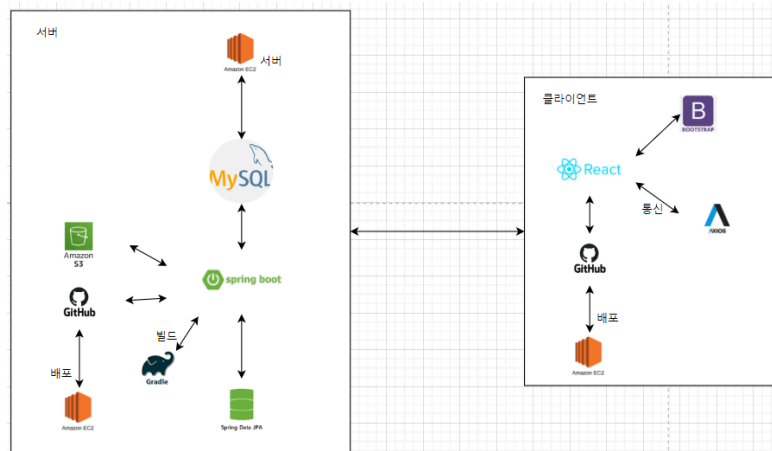 서버
Amazon EC2
서버
MySQL
Amazon
S3
spring boot
GitHub
빌드
Gradle
배포
Amazon EC2
Spring Data JPA
클라이언트
B
BOOTSTRAP
React
통신
AXIOS
GitHub
배포
Amazon EC2